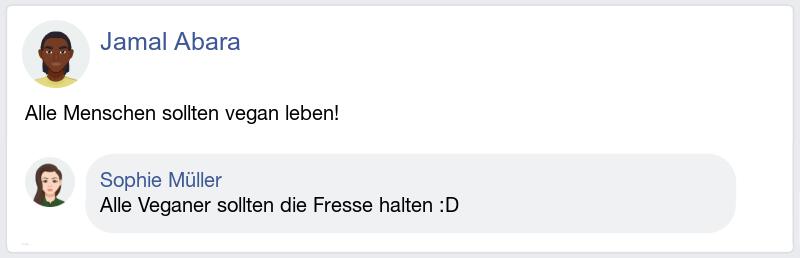 Jamal Abara
Alle Menschen sollten vegan leben!
Sophie Müller
Alle Veganer sollten die Fresse halten :D